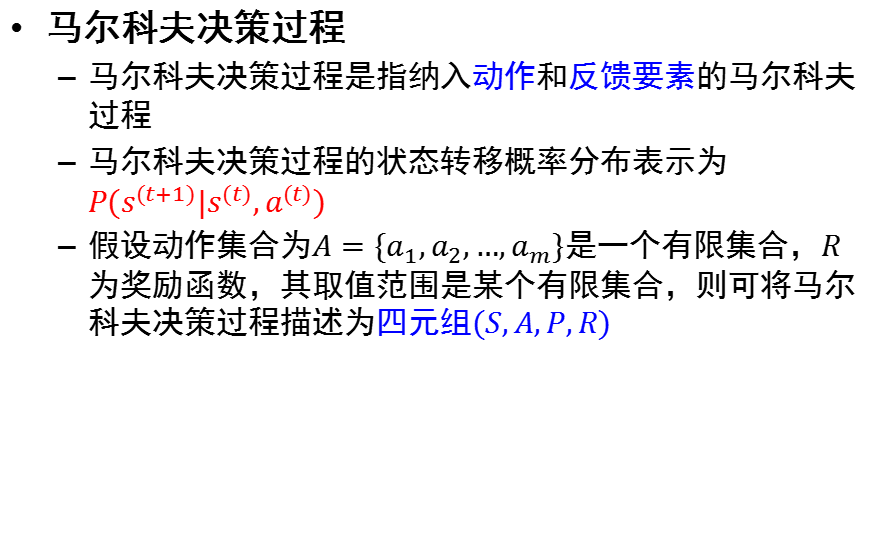 • 马尔科夫决策过程
– 马尔科夫决策过程是指纳入动作和反馈要素的马尔科夫
过程
– 马尔科夫决策过程的状态转移概率分布表示为
P(s^{(t+1)}|s^{(t)}, a^{(t)})
– 假设动作集合为A = {a_1, a_2, …, a_m}是一个有限集合，R
为奖励函数，其取值范围是某个有限集合，则可将马尔
科夫决策过程描述为四元组(S, A, P, R)